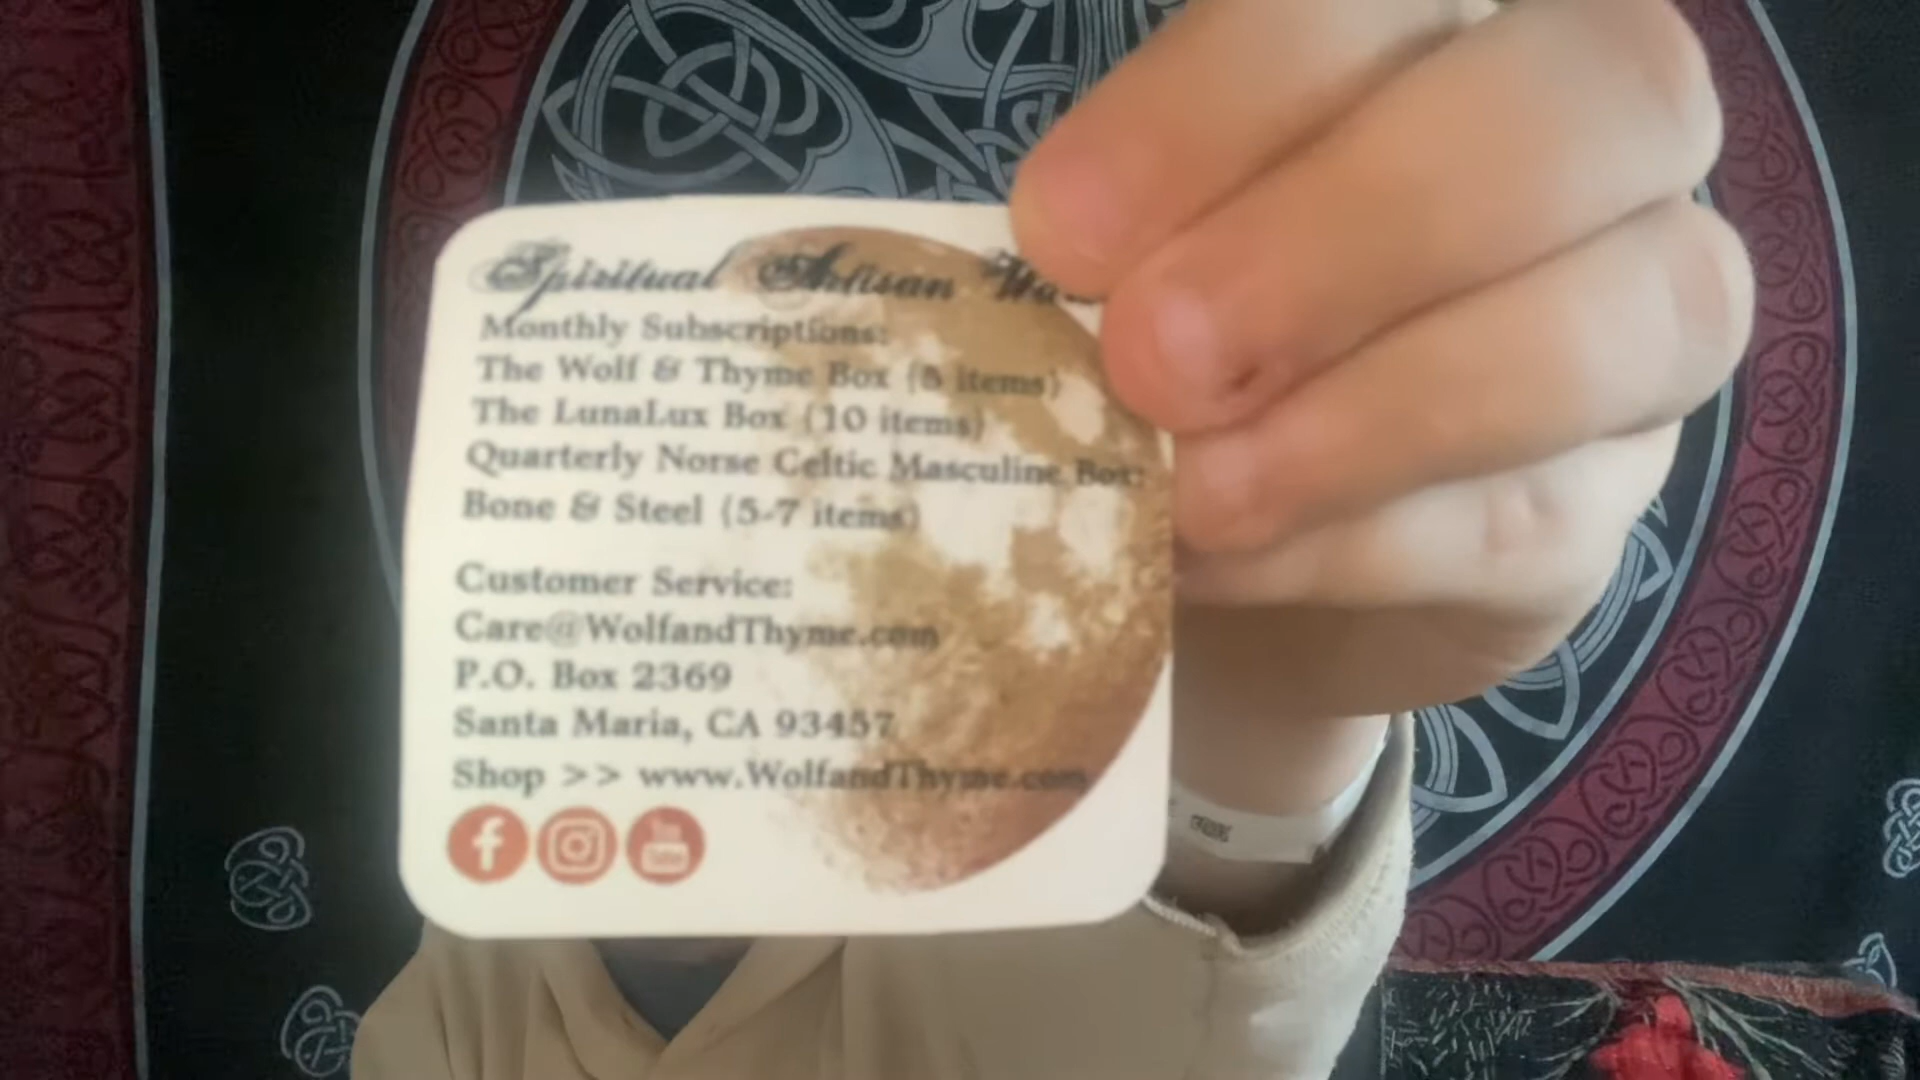 Spiritual Artisan
Monthly Subscriptions:
The Wolf & Thyme Box (6 items)
The LunaLux Box (10 items)
Quarterly Norse Celtic Masculine Box:
Bone & Steel (5-7 items)
Customer Service:
Care@WolfandThyme.com
P.O. Box 2369
Santa Maria, CA 93457
Shop >> www.WolfandThyme.com